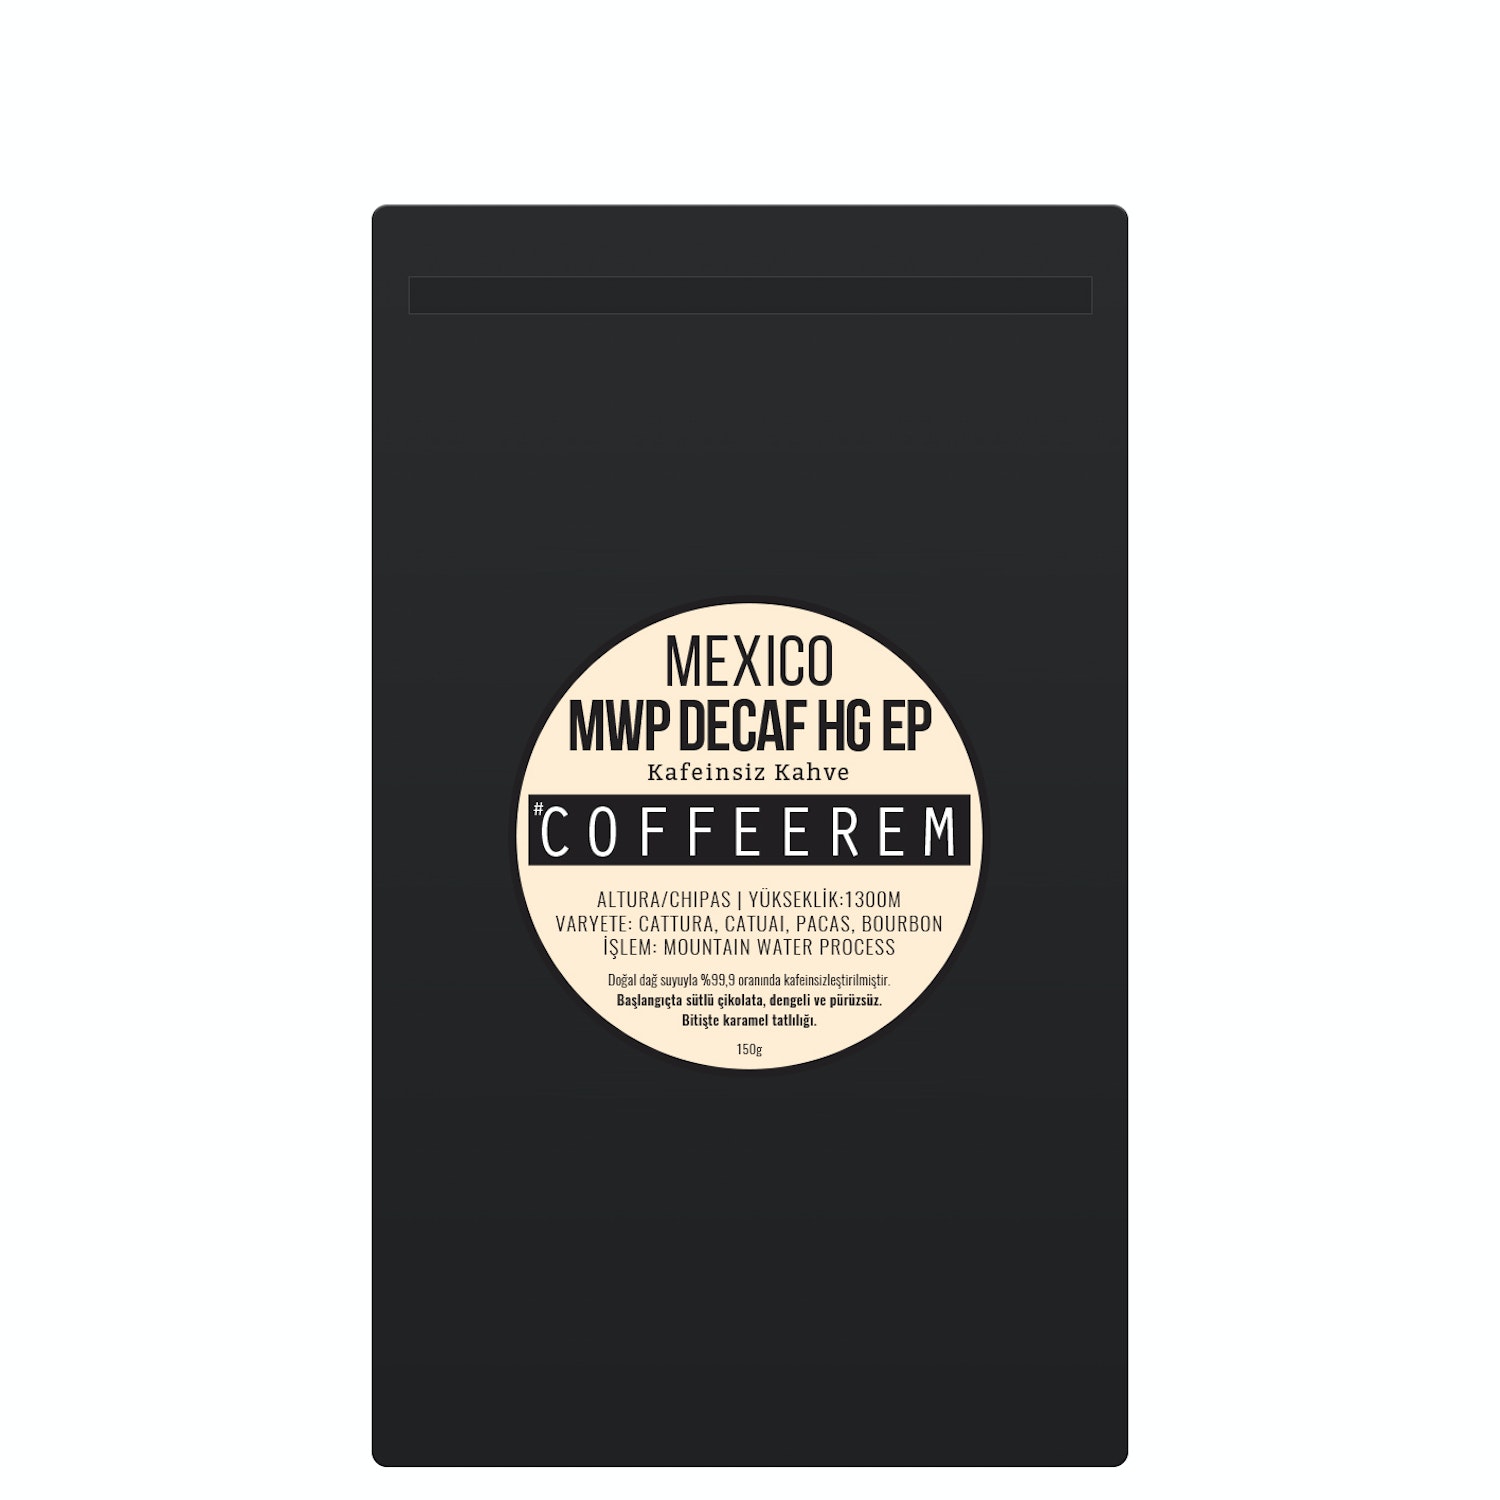 MEXICO
MWP DECAF HG EP
Kafeinsiz Kahve
#COFFEEREM
ALTURA/CHIPAS | YÜKSEKLİK:1300M
VARYETE: CATTURA, CATUAI, PACAS, BOURBON
İŞLEM: MOUNTAIN WATER PROCESS
Doğal dağ suyuyla %99,9 oranında kafeinsizleştirilmiştir.
Başlangıçta sütlü çikolata, dengeli ve pürüzsüz.
Bitişte karamel tatlılığı.
150g